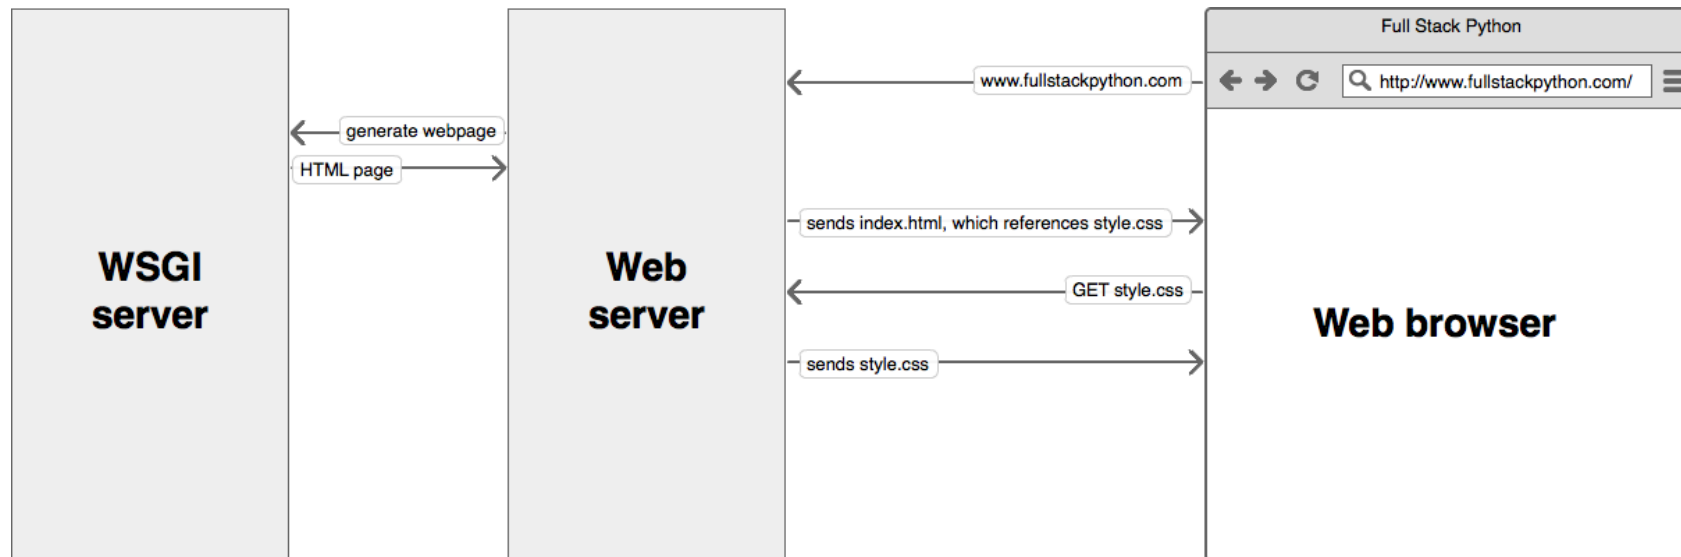 Full Stack Python
http://www.fullstackpython.com/
www.fullstackpython.com
generate webpage
HTML page
sends index.html, which references style.css
WSGI
server
Web
server
GET style.css
Web browser
sends style.css